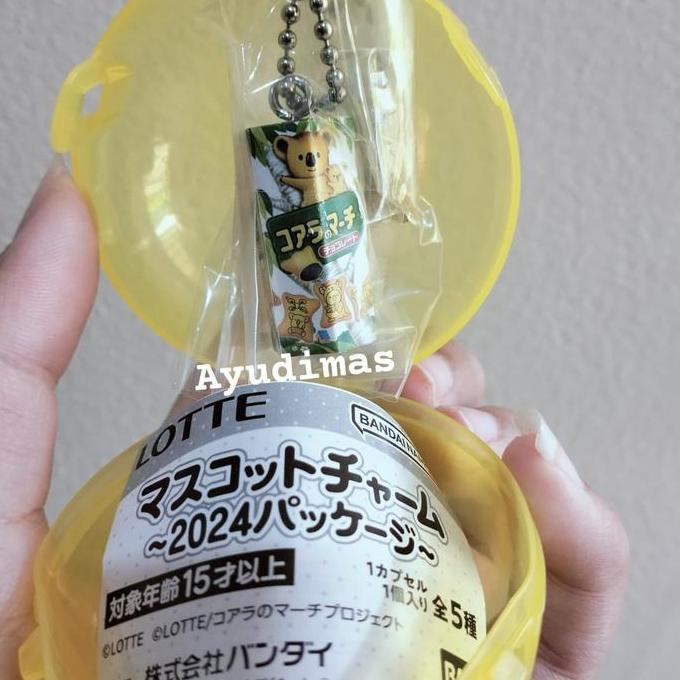 コアラのマーチ
チョコレート
Ayudimas
LOTTE
BANDAI
マスコットチャーム
~2024パッケージ~
対象年齢 15才以上
1カプセル
1個入り 全5種
©LOTTE ©LOTTE/コアラのマーチプロジェクト
株式会社バンダイ